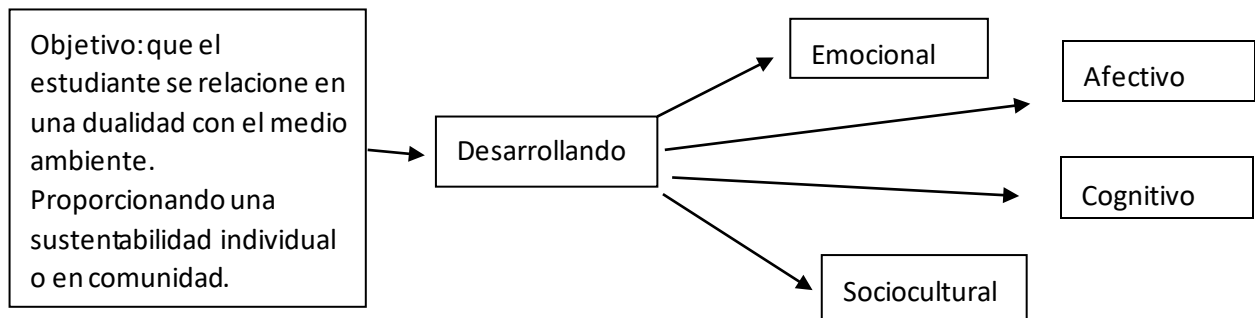 Objetivo: que el
estudiante se relacione en
una dualidad con el medio
ambiente.
Proporcionando una
sustentabilidad individual
o en comunidad.
Desarrollando
Emocional
Afectivo
Cognitivo
Sociocultural